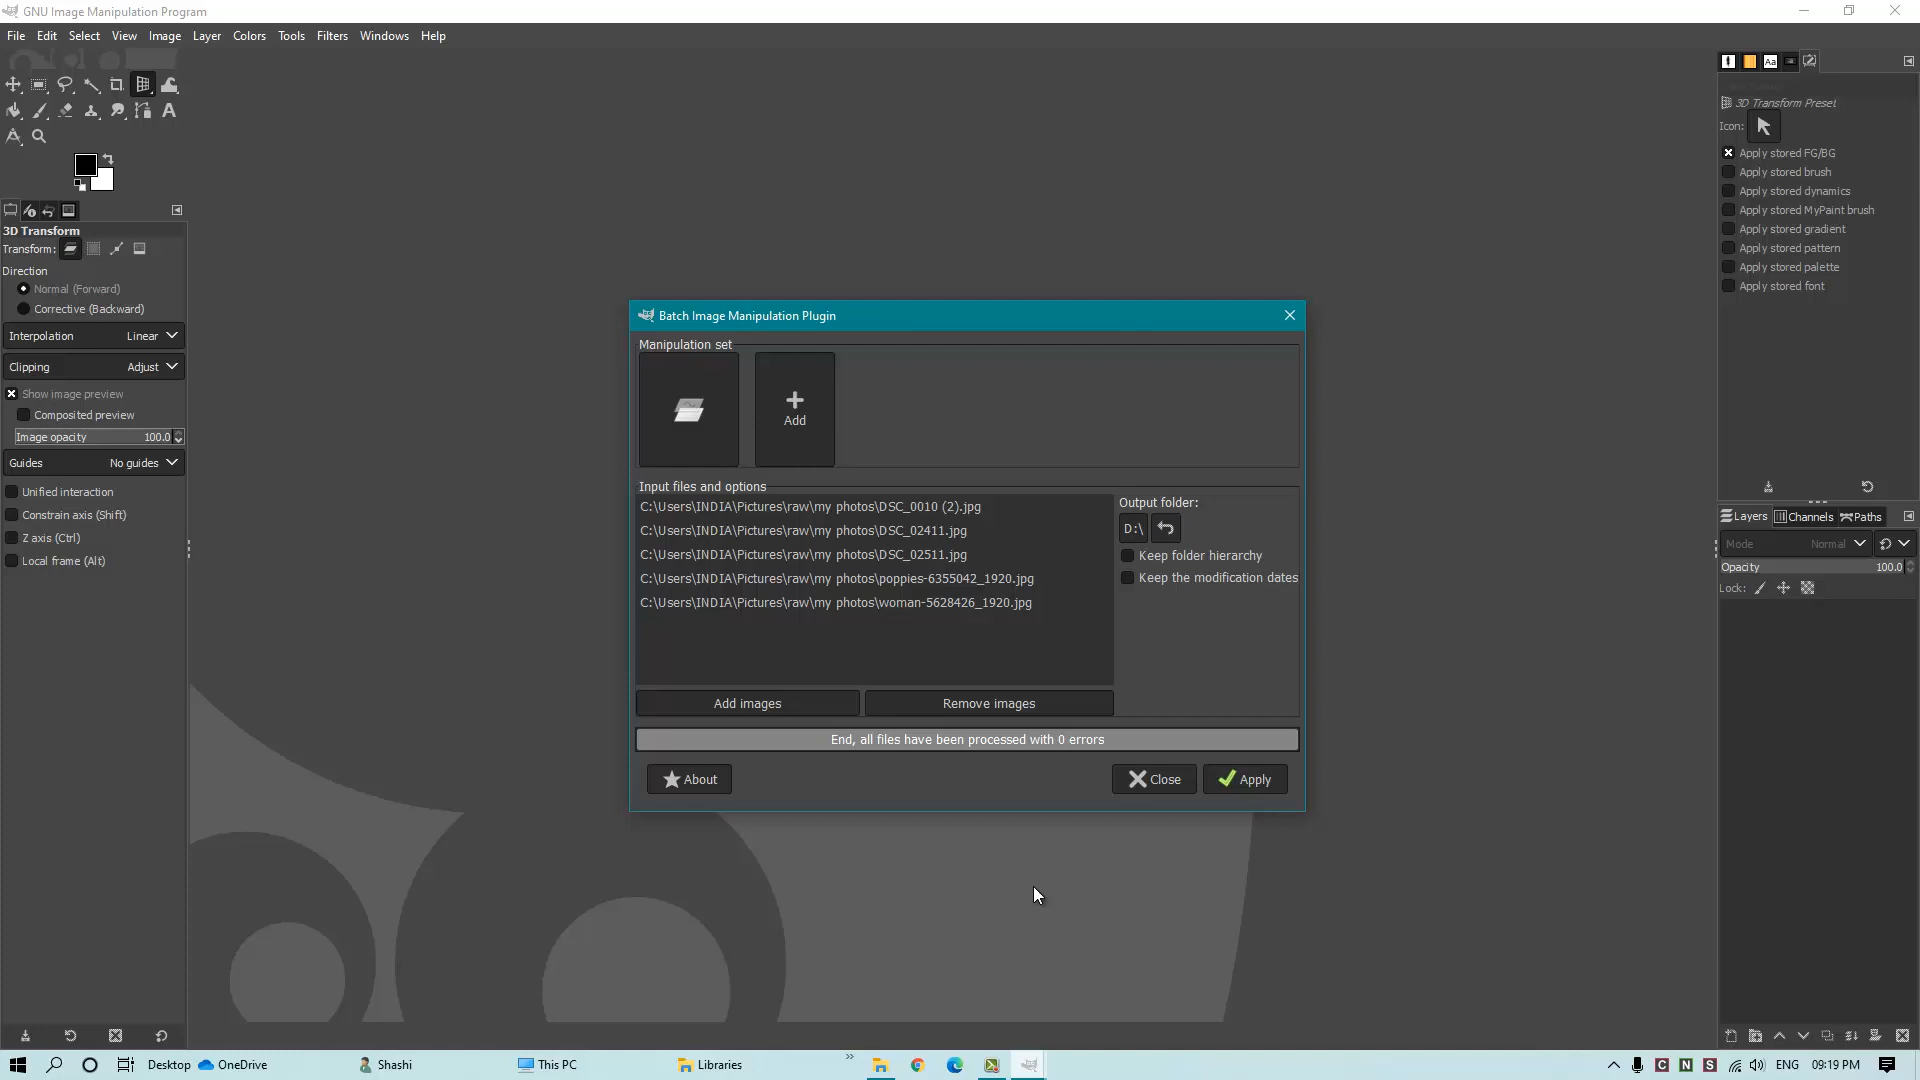 GNU Image Manipulation Program
File Edit Select View Image Layer Colors Tools Filters Windows Help
3D Transform
Transform:
Direction
Normal (Forward)
Corrective (Backward)
Interpolation Linear
Clipping Adjust
Show image preview
Composited preview
Image opacity 100.0
Guides No guides
Unified interaction
Constrain axis (Shift)
Z axis (Ctrl)
Local frame (Alt)
Batch Image Manipulation Plugin
Manipulation set
Add
Input files and options
C:\Users\INDIA\Pictures\raw\my photos\DSC_0010 (2).jpg
C:\Users\INDIA\Pictures\raw\my photos\DSC_02411.jpg
C:\Users\INDIA\Pictures\raw\my photos\DSC_02511.jpg
C:\Users\INDIA\Pictures\raw\my photos\poppies-6355042_1920.jpg
C:\Users\INDIA\Pictures\raw\my photos\woman-5628426_1920.jpg
Output folder:
D:\
Keep folder hierarchy
Keep the modification dates
Add images Remove images
End, all files have been processed with 0 errors
About Close Apply
Aa
3D Transform Preset
Icon:
Apply stored FG/BG
Apply stored brush
Apply stored dynamics
Apply stored MyPaint brush
Apply stored gradient
Apply stored pattern
Apply stored palette
Apply stored font
Layers Channels Paths
Mode Normal
Opacity 100.0
Lock:
Desktop OneDrive Shashi This PC Libraries » C N S ENG 09:19 PM